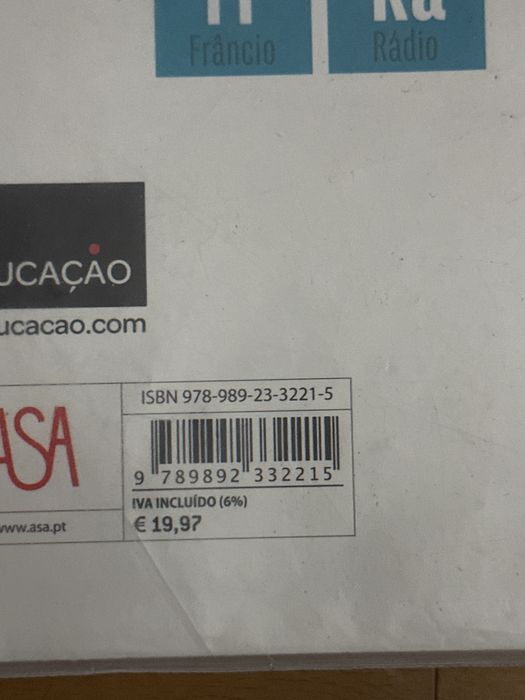 Frâncio
Rádio
UCAÇÃO
ucacao.com
ISBN 978-989-23-3221-5
ASA
9 789892 332215
IVA INCLUÍDO (6%)
www.asa.pt
€ 19,97